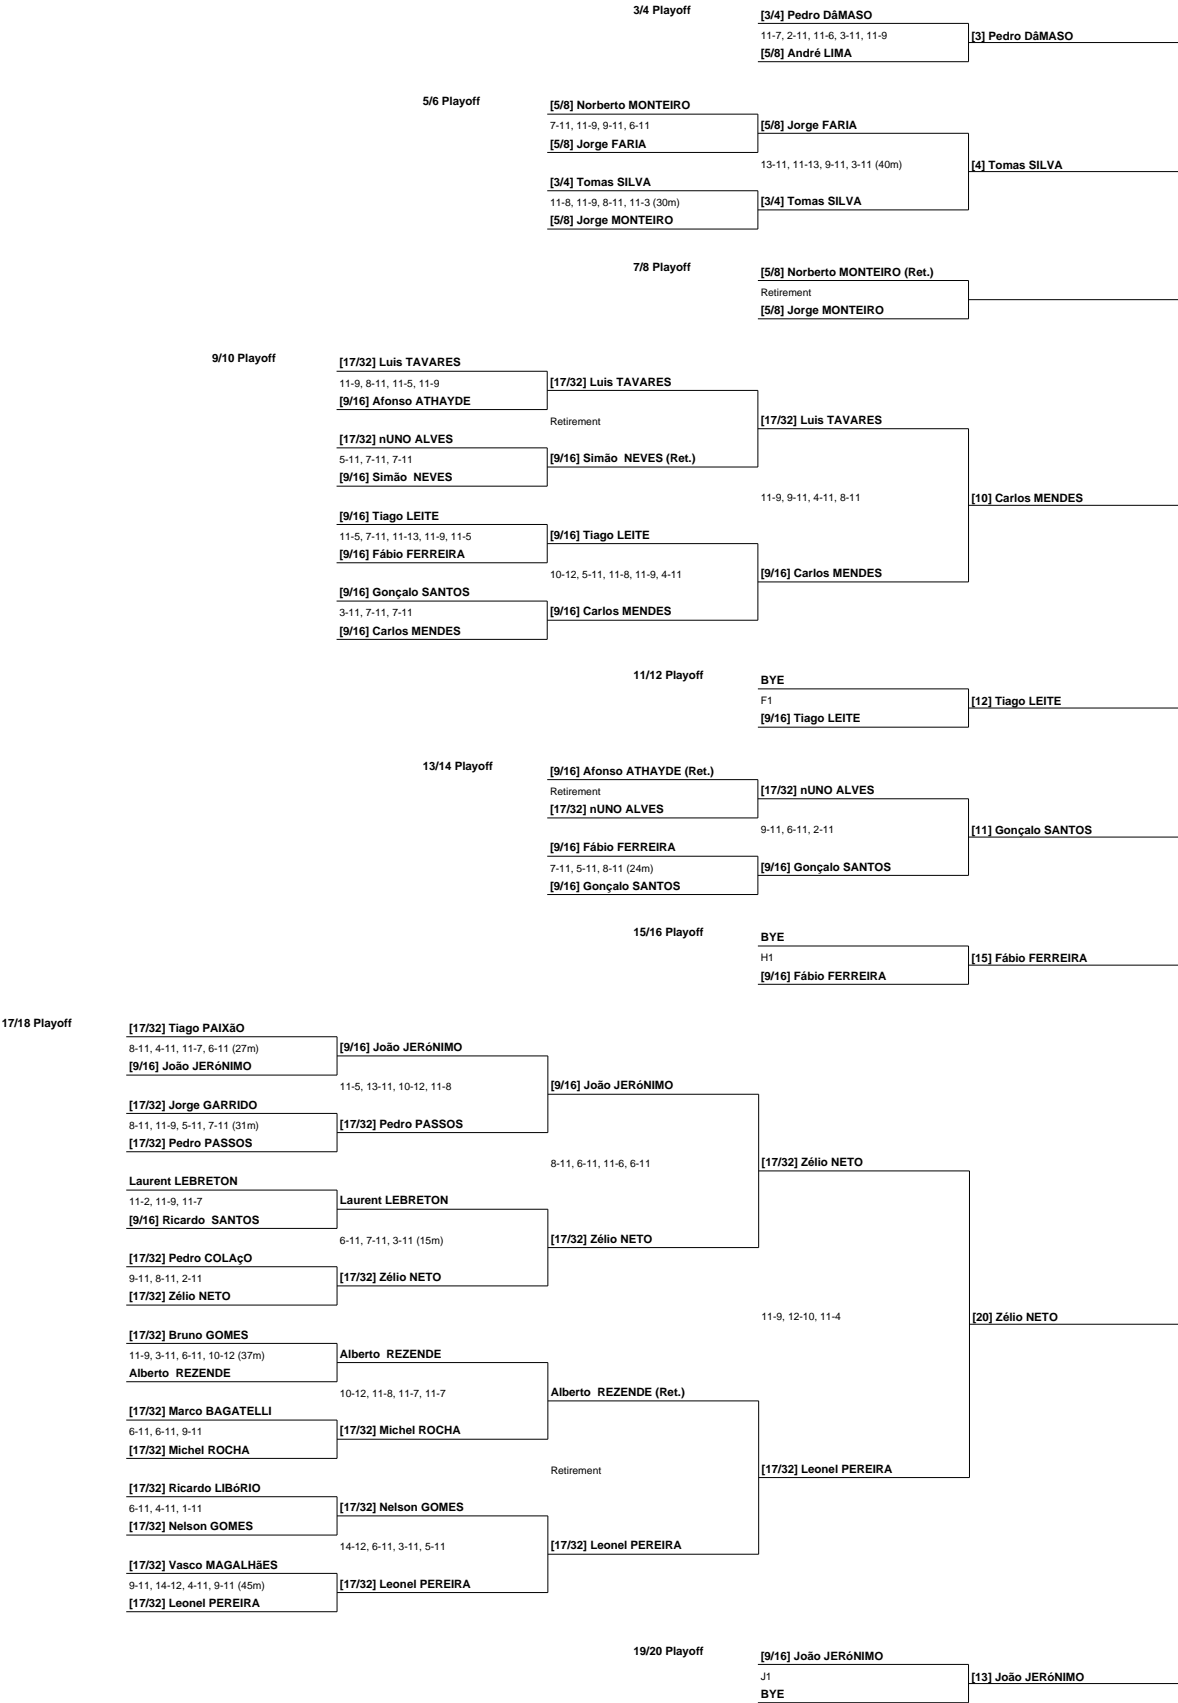 3/4 Playoff
[3/4] Pedro DâMASO
11-7, 2-11, 11-6, 3-11, 11-9
[3] Pedro DâMASO
[5/8] André LIMA
5/6 Playoff
[5/8] Norberto MONTEIRO
7-11, 11-9, 9-11, 6-11
[5/8] Jorge FARIA
[5/8] Jorge FARIA
13-11, 11-13, 9-11, 3-11 (40m)
[4] Tomas SILVA
[3/4] Tomas SILVA
11-8, 11-9, 8-11, 11-3 (30m)
[3/4] Tomas SILVA
[5/8] Jorge MONTEIRO
7/8 Playoff
[5/8] Norberto MONTEIRO (Ret.)
Retirement
[5/8] Jorge MONTEIRO
9/10 Playoff
[17/32] Luis TAVARES
11-9, 8-11, 11-5, 11-9
[17/32] Luis TAVARES
[9/16] Afonso ATHAYDE
Retirement
[17/32] Luis TAVARES
[17/32] nUNO ALVES
5-11, 7-11, 7-11
[9/16] Simão  NEVES (Ret.)
[9/16] Simão  NEVES
11-9, 9-11, 4-11, 8-11
[10] Carlos MENDES
[9/16] Tiago LEITE
11-5, 7-11, 11-13, 11-9, 11-5
[9/16] Tiago LEITE
[9/16] Fábio FERREIRA
10-12, 5-11, 11-8, 11-9, 4-11
[9/16] Carlos MENDES
[9/16] Gonçalo SANTOS
3-11, 7-11, 7-11
[9/16] Carlos MENDES
[9/16] Carlos MENDES
11/12 Playoff
BYE
F1
[12] Tiago LEITE
[9/16] Tiago LEITE
13/14 Playoff
[9/16] Afonso ATHAYDE (Ret.)
Retirement
[17/32] nUNO ALVES
[17/32] nUNO ALVES
9-11, 6-11, 2-11
[11] Gonçalo SANTOS
[9/16] Fábio FERREIRA
7-11, 5-11, 8-11 (24m)
[9/16] Gonçalo SANTOS
[9/16] Gonçalo SANTOS
15/16 Playoff
BYE
H1
[15] Fábio FERREIRA
[9/16] Fábio FERREIRA
17/18 Playoff
[17/32] Tiago PAIXãO
8-11, 4-11, 11-7, 6-11 (27m)
[9/16] João JERóNIMO
[9/16] João JERóNIMO
11-5, 13-11, 10-12, 11-8
[9/16] João JERóNIMO
[17/32] Jorge GARRIDO
8-11, 11-9, 5-11, 7-11 (31m)
[17/32] Pedro PASSOS
[17/32] Pedro PASSOS
8-11, 6-11, 11-6, 6-11
[17/32] Zélio NETO
Laurent LEBRETON
11-2, 11-9, 11-7
Laurent LEBRETON
[9/16] Ricardo  SANTOS
6-11, 7-11, 3-11 (15m)
[17/32] Zélio NETO
[17/32] Pedro COLAçO
9-11, 8-11, 2-11
[17/32] Zélio NETO
[17/32] Zélio NETO
11-9, 12-10, 11-4
[20] Zélio NETO
[17/32] Bruno GOMES
11-9, 3-11, 6-11, 10-12 (37m)
Alberto  REZENDE
Alberto  REZENDE
10-12, 11-8, 11-7, 11-7
Alberto  REZENDE (Ret.)
[17/32] Marco BAGATELLI
6-11, 6-11, 9-11
[17/32] Michel ROCHA
[17/32] Michel ROCHA
Retirement
[17/32] Leonel PEREIRA
[17/32] Ricardo LIBóRIO
6-11, 4-11, 1-11
[17/32] Nelson GOMES
[17/32] Nelson GOMES
14-12, 6-11, 3-11, 5-11
[17/32] Leonel PEREIRA
[17/32] Vasco MAGALHãES
9-11, 14-12, 4-11, 9-11 (45m)
[17/32] Leonel PEREIRA
[17/32] Leonel PEREIRA
19/20 Playoff
[9/16] João JERóNIMO
J1
[13] João JERóNIMO
BYE